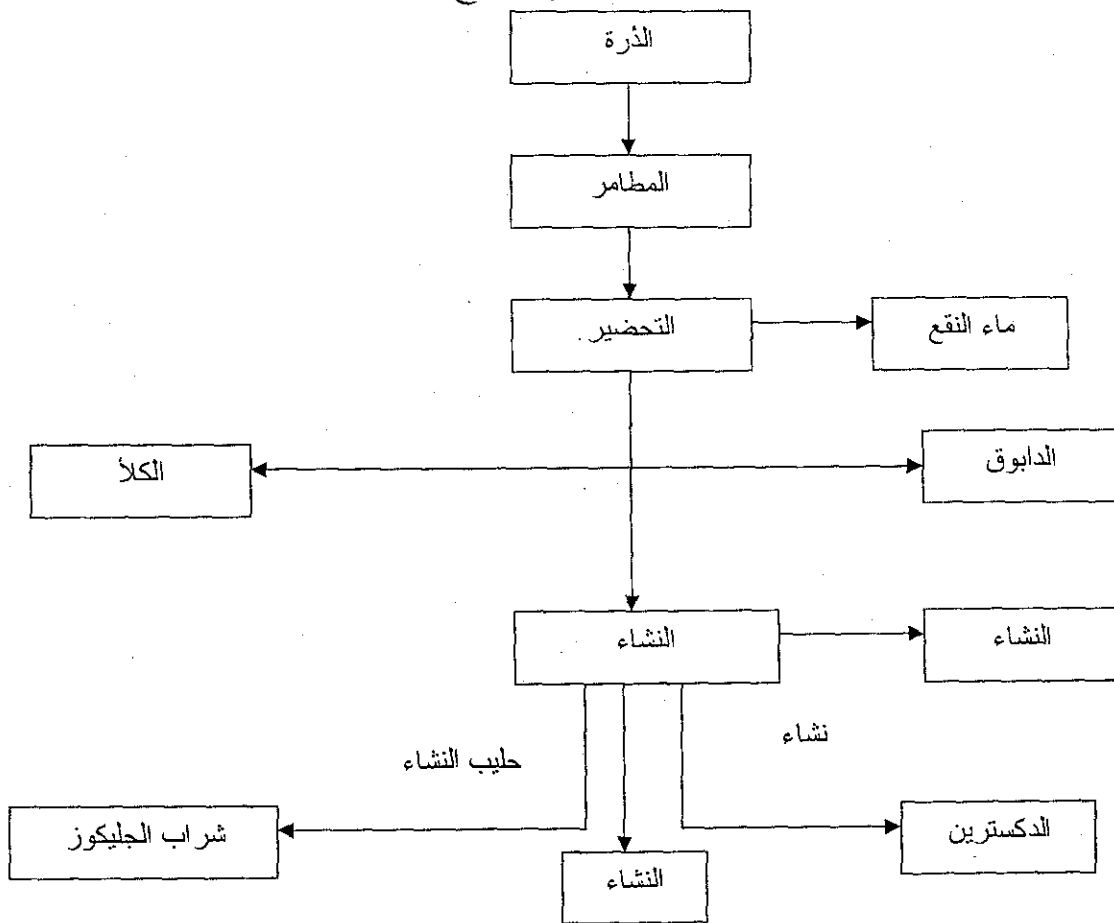 الذرة
المطامر
التحضير
ماء النقع
الدابوق
الكلأ
النشاء
النشاء
نشاء
حليب النشاء
الدكسترين
شراب الجليكوز
النشاء